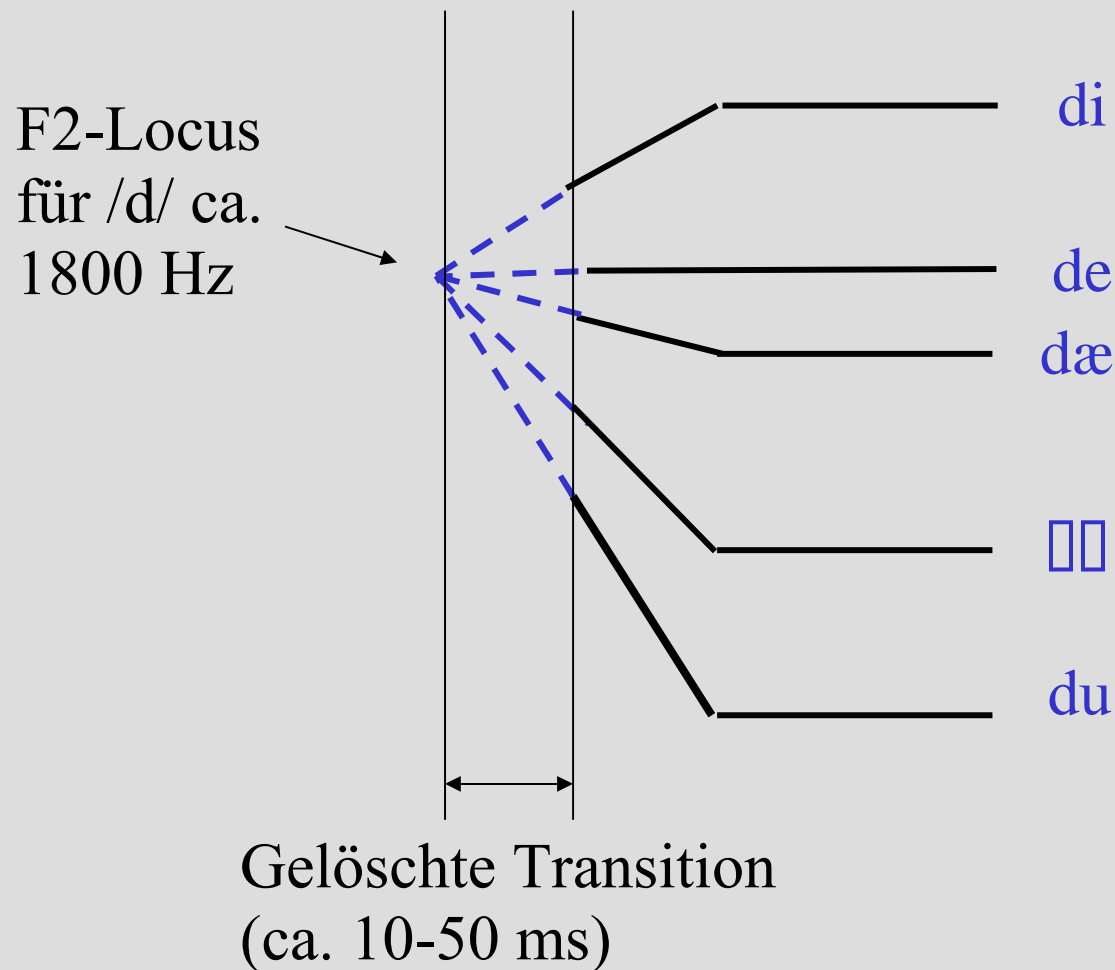 F2-Locus
für /d/ ca.
1800 Hz
di
de
dæ
du
Gelöschte Transition
(ca. 10-50 ms)